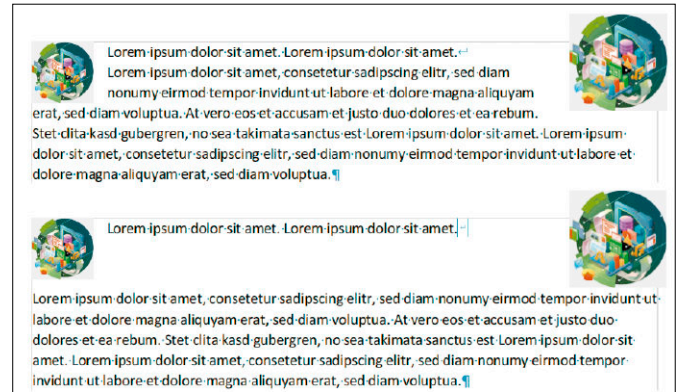 Lorem ipsum dolor sit amet. Lorem ipsum dolor sit amet.
Lorem ipsum dolor sit amet, consetetur sadipscing elitr, sed diam
nonumy eirmod tempor invidunt ut labore et dolore magna aliquyam
erat, sed diam voluptua. At vero eos et accusam et justo duo dolores et ea rebum.
Stet clita kasd gubergren, no sea takimata sanctus est Lorem ipsum dolor sit amet. Lorem ipsum
dolor sit amet, consetetur sadipscing elitr, sed diam nonumy eirmod tempor invidunt ut labore et
dolore magna aliquyam erat, sed diam voluptua.¶
Lorem ipsum dolor sit amet. Lorem ipsum dolor sit amet.
Lorem ipsum dolor sit amet, consetetur sadipscing elitr, sed diam nonumy eirmod tempor invidunt ut
labore et dolore magna aliquyam erat, sed diam voluptua. At vero eos et accusam et justo duo
dolores et ea rebum. Stet clita kasd gubergren, no sea takimata sanctus est Lorem ipsum dolor sit
amet. Lorem ipsum dolor sit amet, consetetur sadipscing elitr, sed diam nonumy eirmod tempor
invidunt ut labore et dolore magna aliquyam erat, sed diam voluptua.¶